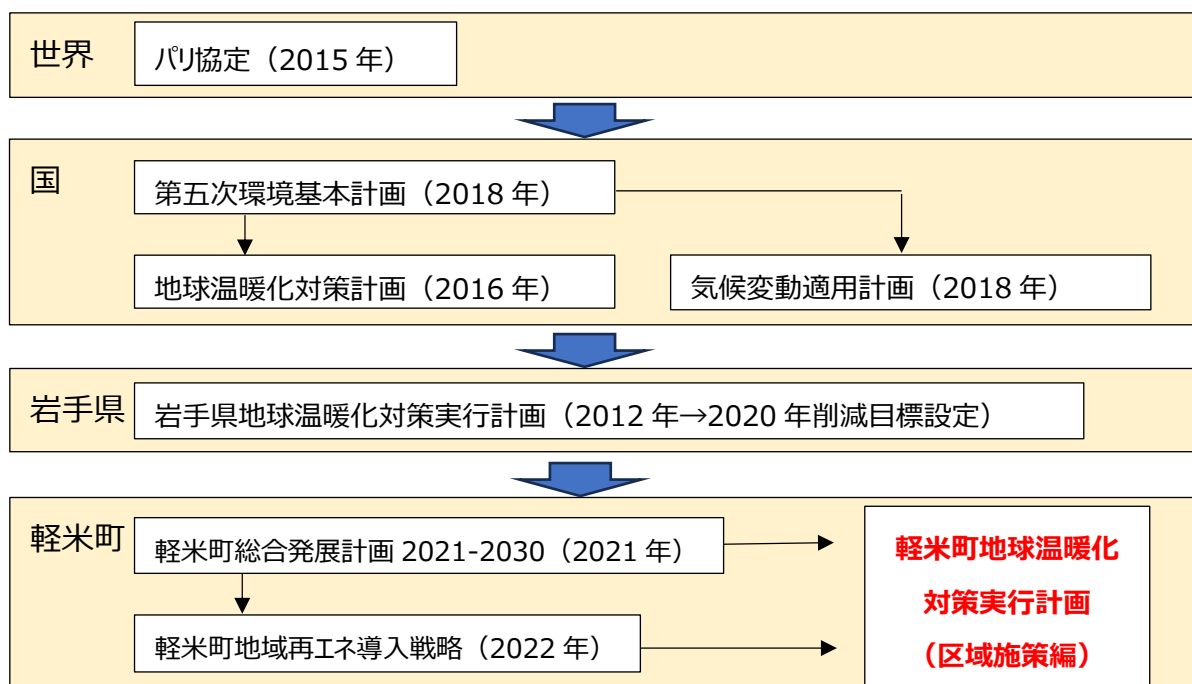 世界
パリ協定（2015 年）
国
第五次環境基本計画（2018 年）
地球温暖化対策計画（2016 年）
気候変動適用計画（2018 年）
岩手県
岩手県地球温暖化対策実行計画（2012 年→2020 年削減目標設定）
軽米町
軽米町総合発展計画 2021-2030（2021 年）
軽米町地域再エネ導入戦略（2022 年）
軽米町地球温暖化
対策実行計画
（区域施策編）